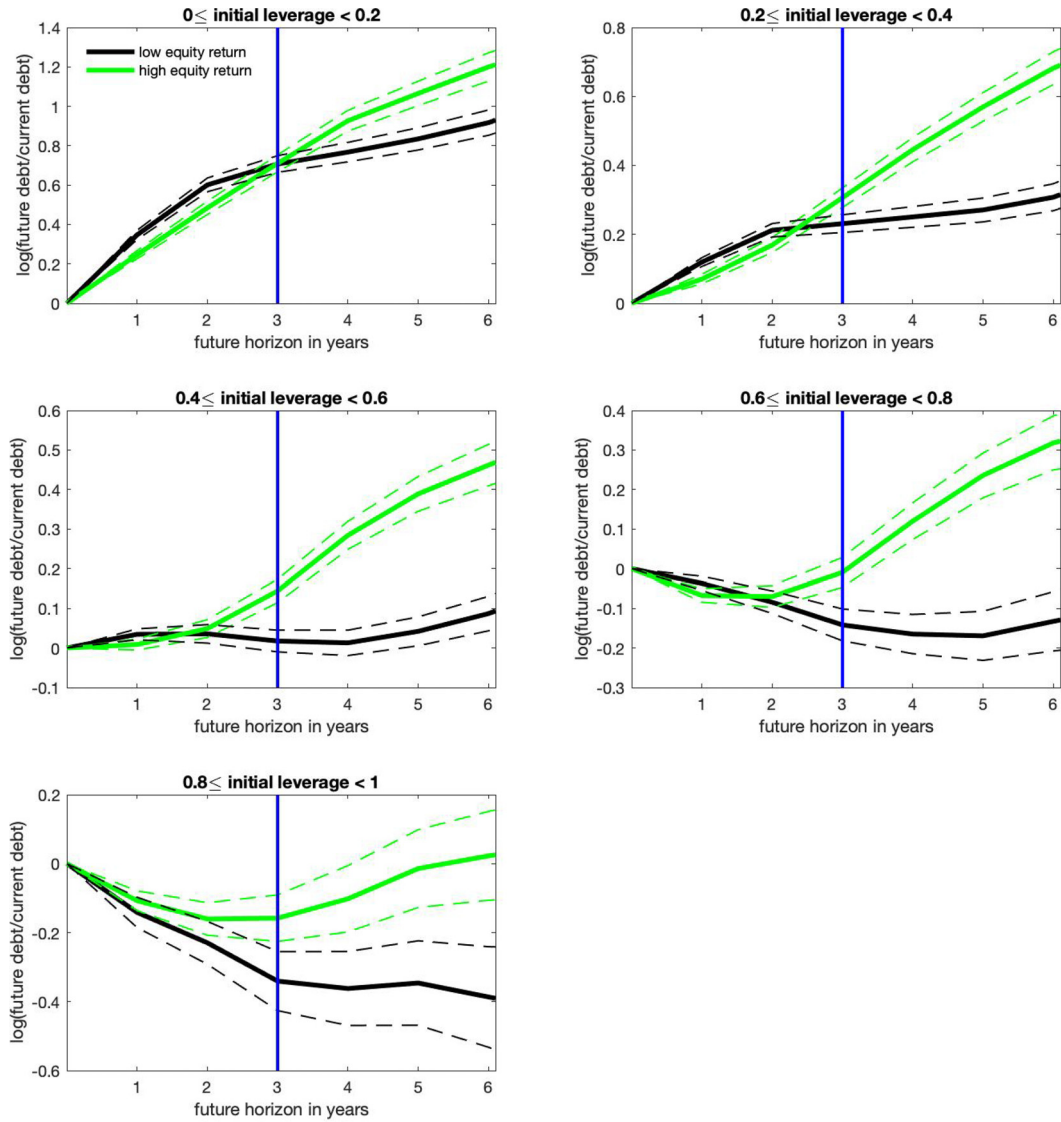 0≤ initial leverage < 0.2
log(future debt/current debt)
1.4
1.2
1
0.8
0.6
0.4
0.2
0
low equity return
high equity return
1 2 3 4 5 6
future horizon in years
0.2≤ initial leverage < 0.4
log(future debt/current debt)
0.8
0.6
0.4
0.2
0
1 2 3 4 5 6
future horizon in years
0.4≤ initial leverage < 0.6
log(future debt/current debt)
0.6
0.5
0.4
0.3
0.2
0.1
0
-0.1
1 2 3 4 5 6
future horizon in years
0.6≤ initial leverage < 0.8
log(future debt/current debt)
0.4
0.3
0.2
0.1
0
-0.1
-0.2
-0.3
1 2 3 4 5 6
future horizon in years
0.8≤ initial leverage < 1
log(future debt/current debt)
0.2
0
-0.2
-0.4
-0.6
1 2 3 4 5 6
future horizon in years